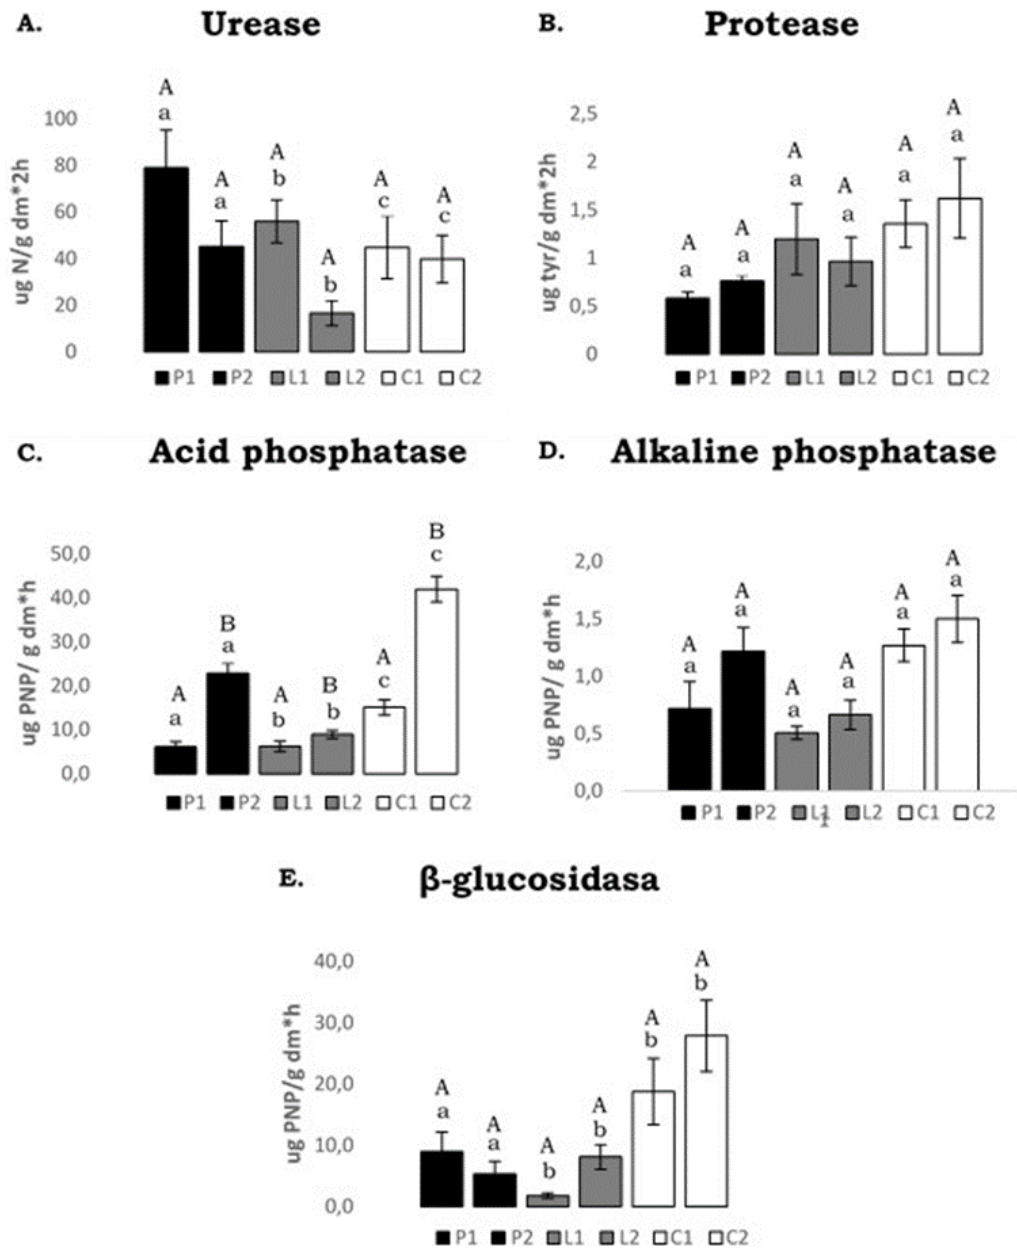 A. Urease
A
a
A
a
A
b
A
b
A
c
A
c
100
80
60
40
20
0
ug N/g dm*2h
P1 P2 L1 L2 C1 C2
B. Protease
A
a
A
a
A
a
A
a
A
a
A
a
2,5
2
1,5
1
0,5
0
ug tyr/g dm*2h
P1 P2 L1 L2 C1 C2
C. Acid phosphatase
A
a
B
a
A
b
B
b
A
c
B
c
50,0
40,0
30,0
20,0
10,0
0,0
ug PNP/ g dm*h
P1 P2 L1 L2 C1 C2
D. Alkaline phosphatase
A
a
A
a
A
a
A
a
A
a
A
a
2,0
1,5
1,0
0,5
0,0
ug PNP/ g dm*h
P1 P2 L1 L2 C1 C2
E. β-glucosidasa
A
a
A
a
A
b
A
b
A
b
A
b
40,0
30,0
20,0
10,0
0,0
ug PNP/g dm*h
P1 P2 L1 L2 C1 C2